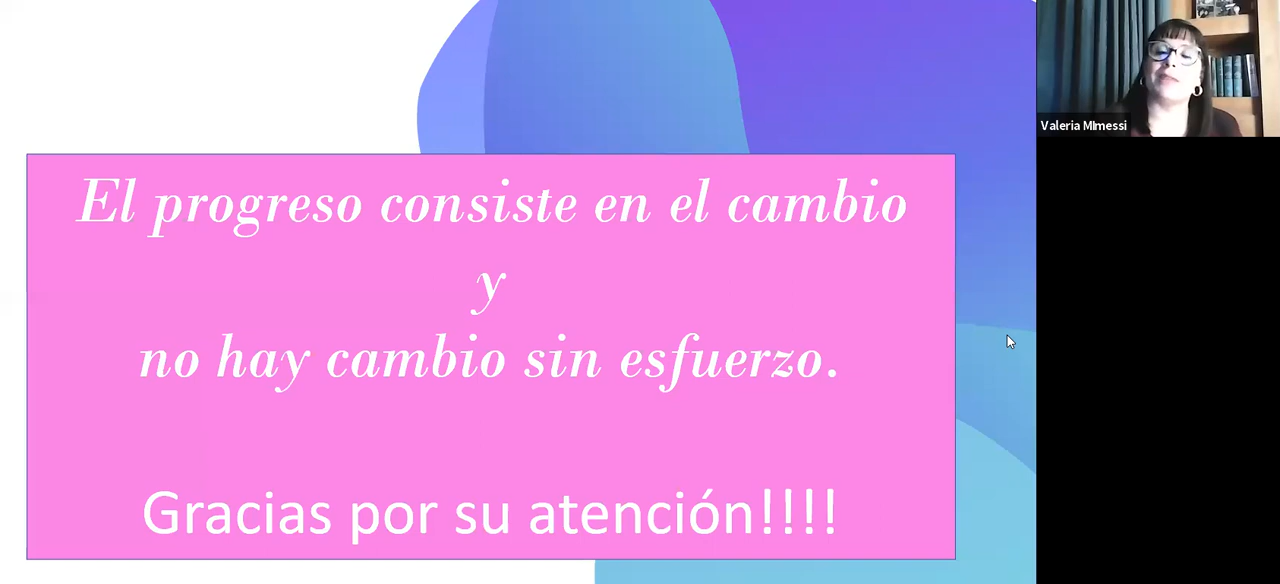 El progreso consiste en el cambio
y
no hay cambio sin esfuerzo.
Gracias por su atención!!!!
Valeria MImessi